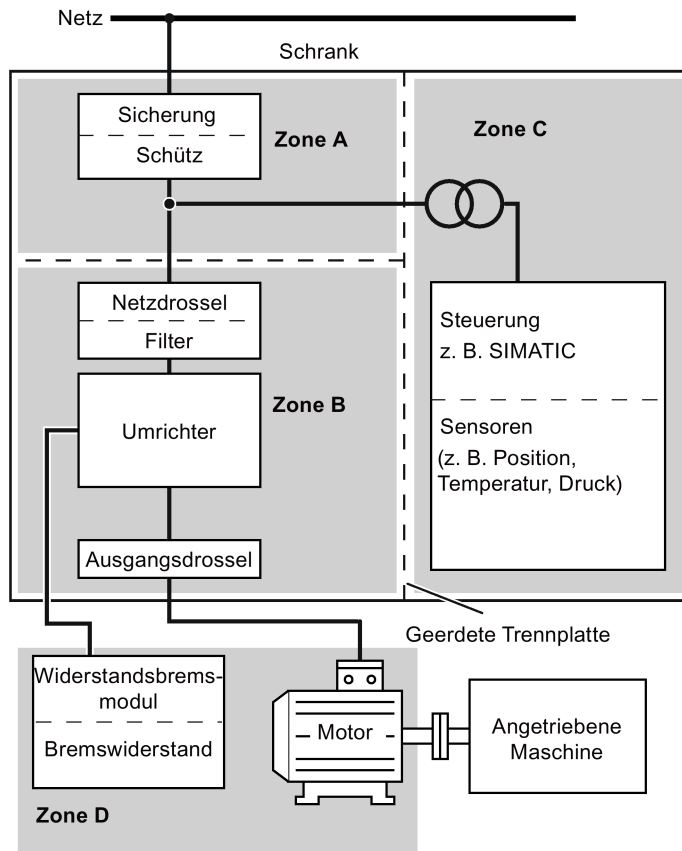 Netz
Schrank
Sicherung
Schütz
Zone A
Zone C
Netzdrossel
Filter
Umrichter
Zone B
Ausgangsdrossel
Steuerung
z. B. SIMATIC
Sensoren
(z. B. Position,
Temperatur, Druck)
Geerdete Trennplatte
Widerstandsbrems-
modul
Bremswiderstand
Motor
Angetriebene
Maschine
Zone D